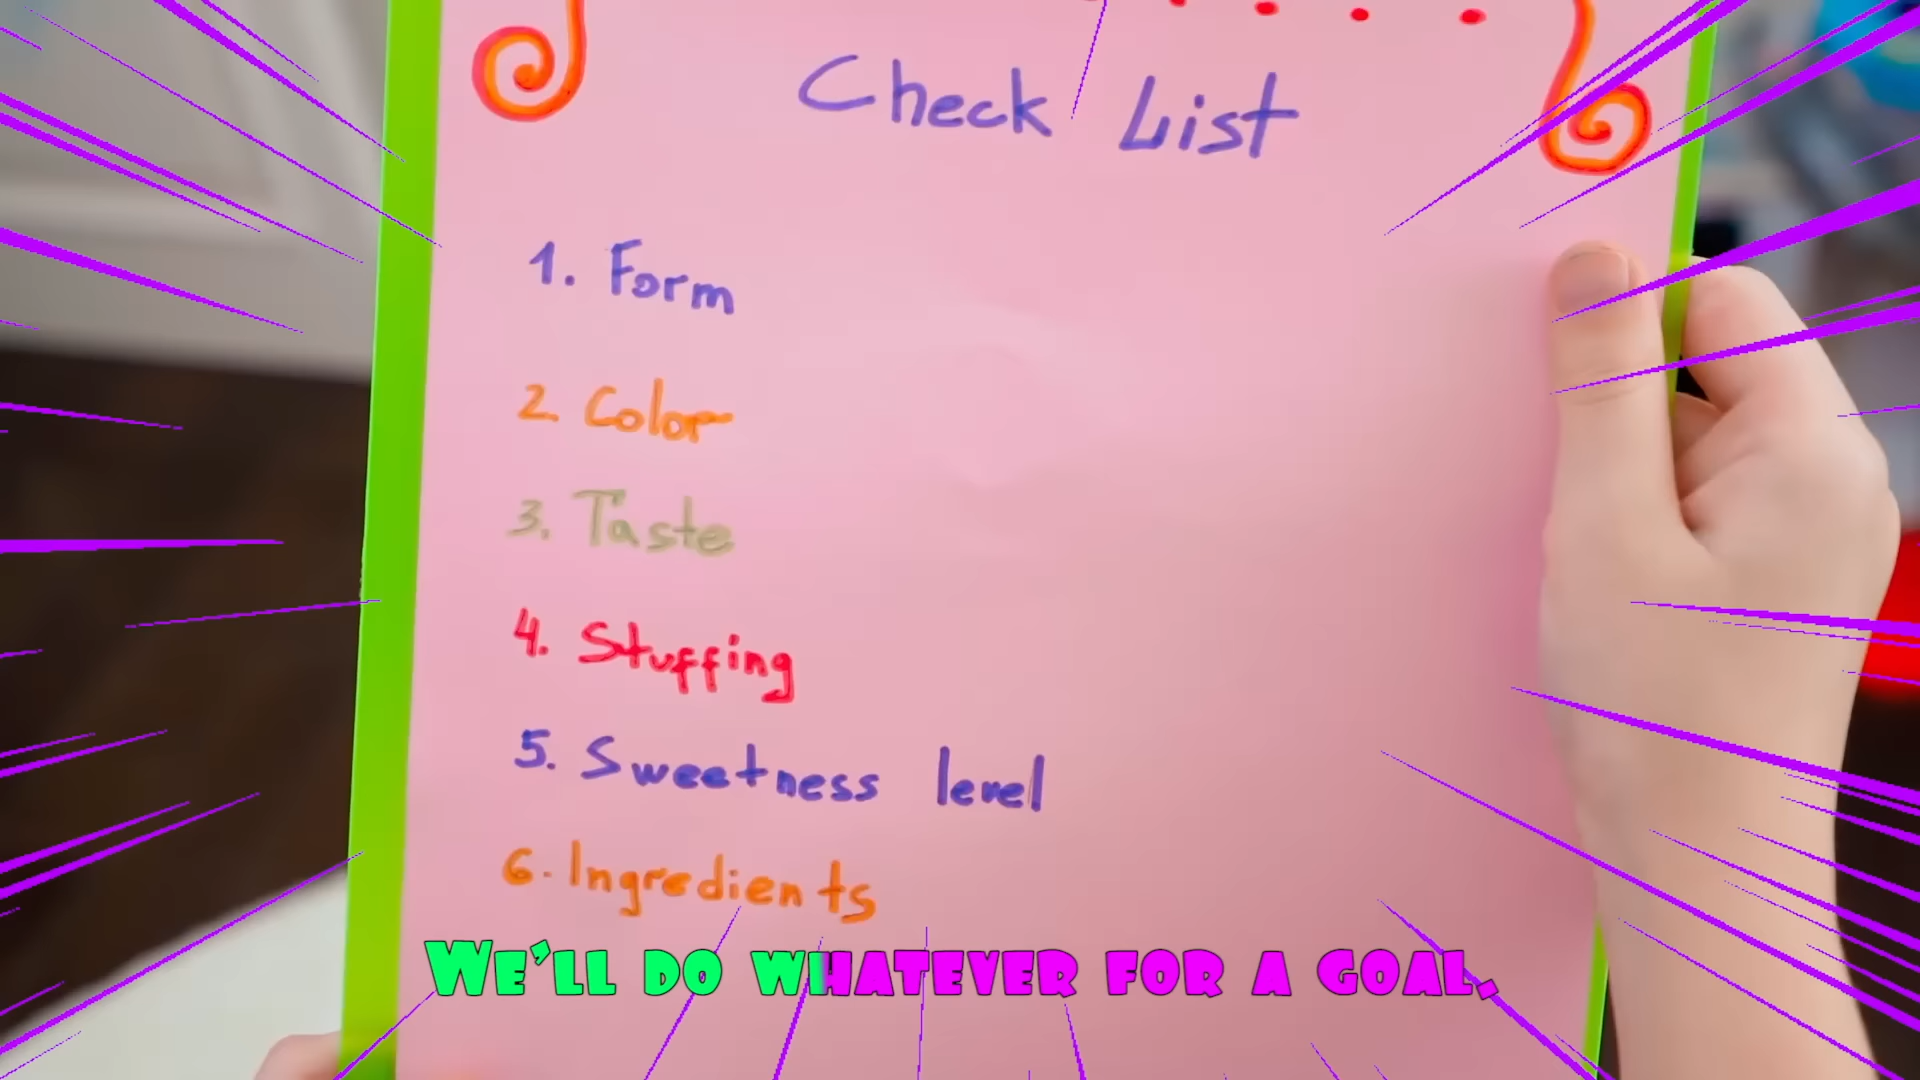 Check List
1. Form
2. Color
3. Taste
4. Stuffing
5. Sweetness level
6. Ingredients
WE'LL DO WHATEVER FOR A GOAL.